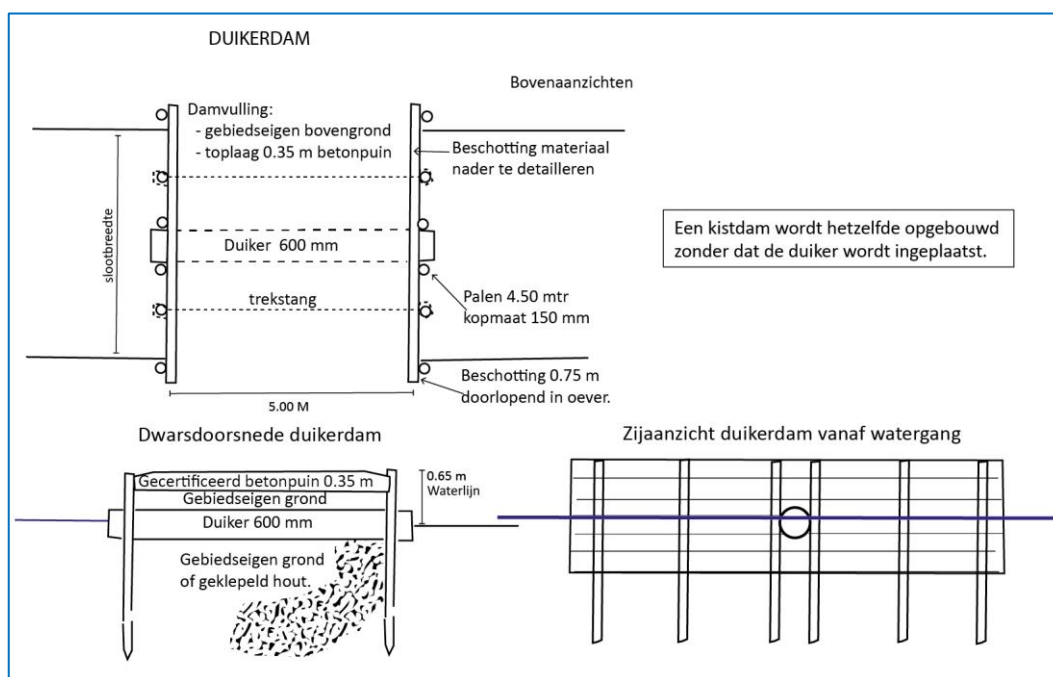 DUIKERDAM
Bovenaanzichten
Damvulling:
- gebiedseigen bovengrond
- toplaag 0.35 m betonpuin
Beschotting materiaal
nader te detailleren
slootbreedte
Duiker 600 mm
Een kistdam wordt hetzelfde opgebouwd
zonder dat de duiker wordt ingeplaatst.
trekstang
Palen 4.50 mtr
kopmaat 150 mm
Beschotting 0.75 m
doorlopend in oever.
5.00 M
Dwarsdoorsnede duikerdam
Gecertificeerd betonpuin 0.35 m
0.65 m
Waterlijn
Gebiedseigen grond
Duiker 600 mm
Gebiedseigen grond
of geklepeld hout.
Zijaanzicht duikerdam vanaf watergang